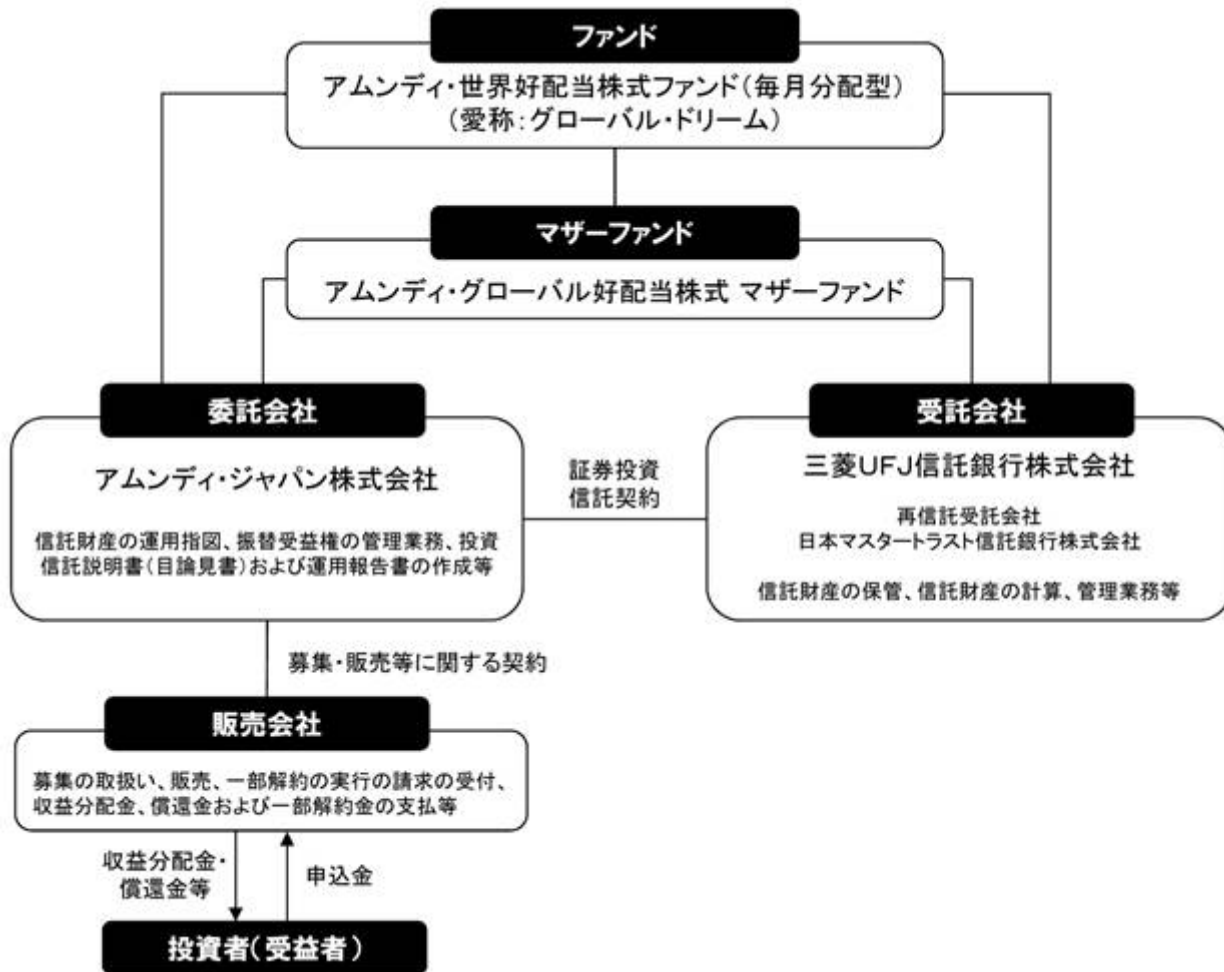 ファンド
アムンディ・世界好配当株式ファンド(毎月分配型)
(愛称:グローバル・ドリーム)
マザーファンド
アムンディ・グローバル好配当株式 マザーファンド
委託会社
アムンディ・ジャパン株式会社
信託財産の運用指図、振替受益権の管理業務、投資
信託説明書(目論見書)および運用報告書の作成等
証券投資
信託契約
受託会社
三菱UFJ信託銀行株式会社
再信託受託会社
日本マスタートラスト信託銀行株式会社
信託財産の保管、信託財産の計算、管理業務等
募集・販売等に関する契約
販売会社
募集の取扱い、販売、一部解約の実行の請求の受付、
収益分配金、償還金および一部解約金の支払等
収益分配金・
償還金等
申込金
投資者(受益者)